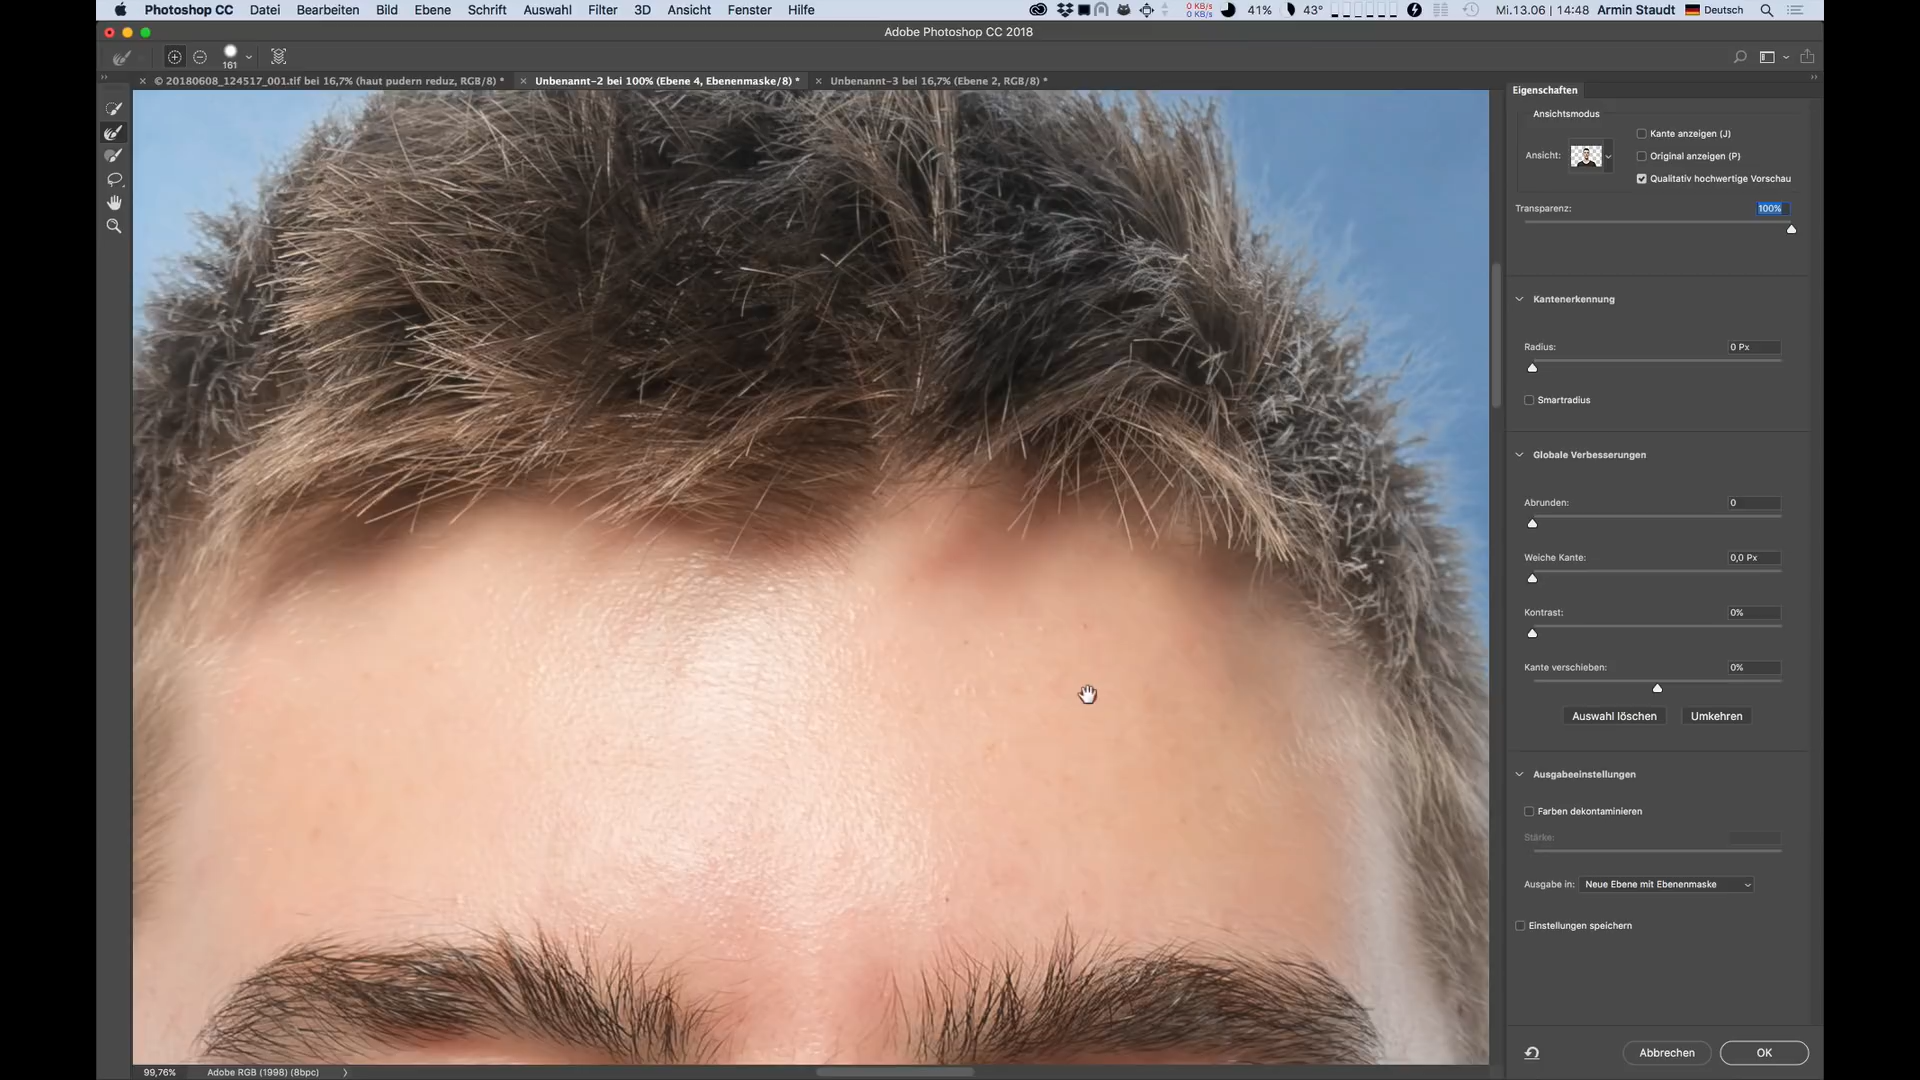 Photoshop CC Datei Bearbeiten Bild Ebene Schrift Auswahl Filter 3D Ansicht Fenster Hilfe 0 KB/s 0 KB/s 41% 43° Mi.13.06 | 14:48 Armin Staudt Deutsch
Adobe Photoshop CC 2018
161
© 20180608_124517_001.tif bei 16,7% (haut pudern reduz, RGB/8) * Unbenannt-2 bei 100% (Ebene 4, Ebenenmaske/8) * Unbenannt-3 bei 16,7% (Ebene 2, RGB/8) *
Eigenschaften
Ansichtsmodus
Ansicht:
Kante anzeigen (J)
Original anzeigen (P)
Qualitativ hochwertige Vorschau
Transparenz: 100%
Kantenerkennung
Radius: 0 Px
Smartradius
Globale Verbesserungen
Abrunden: 0
Weiche Kante: 0,0 Px
Kontrast: 0%
Kante verschieben: 0%
Auswahl löschen Umkehren
Ausgabeeinstellungen
Farben dekontaminieren
Stärke:
Ausgabe in: Neue Ebene mit Ebenenmaske
Einstellungen speichern
Abbrechen OK
99,76% Adobe RGB (1998) (8bpc)